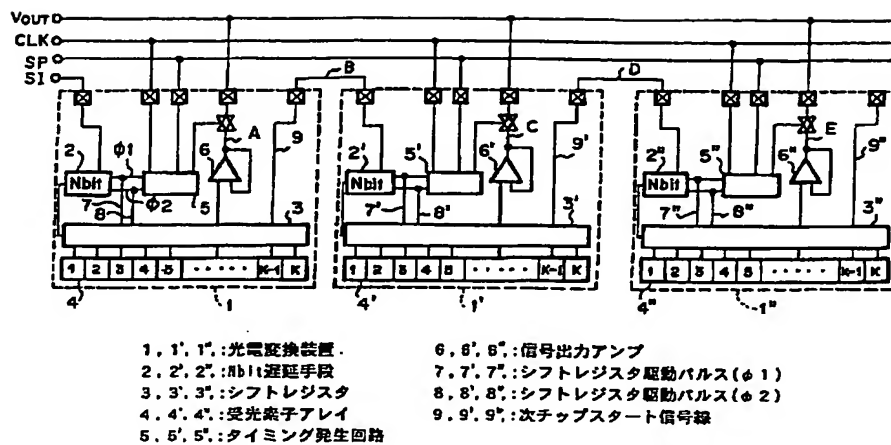 VOUT
CLK
SP
SI
B
D
A
C
E
2 φ1 6 9
2' 5' 6' 9'
2" 5" 6" 9"
Nbit
Nbit
Nbit
7 8 φ2 5 3
7' 8' 3'
7" 8" 3"
1 2 3 4 5 ····· K-1 K
1 2 3 4 5 ····· K-1 K
1 2 3 4 5 ····· K-1 K
4 1
4' 1'
4" 1"
1, 1', 1",:光電変換装置.
2, 2', 2",:Nbit遅延手段
3, 3', 3",:シフトレジスタ
4, 4', 4",:受光素子アレイ
5, 5', 5",:タイミング発生回路
6, 6', 6",:信号出力アンプ
7, 7', 7",:シフトレジスタ駆動パルス(φ1)
8, 8', 8",:シフトレジスタ駆動パルス(φ2)
9, 9', 9",:次チップスタート信号線